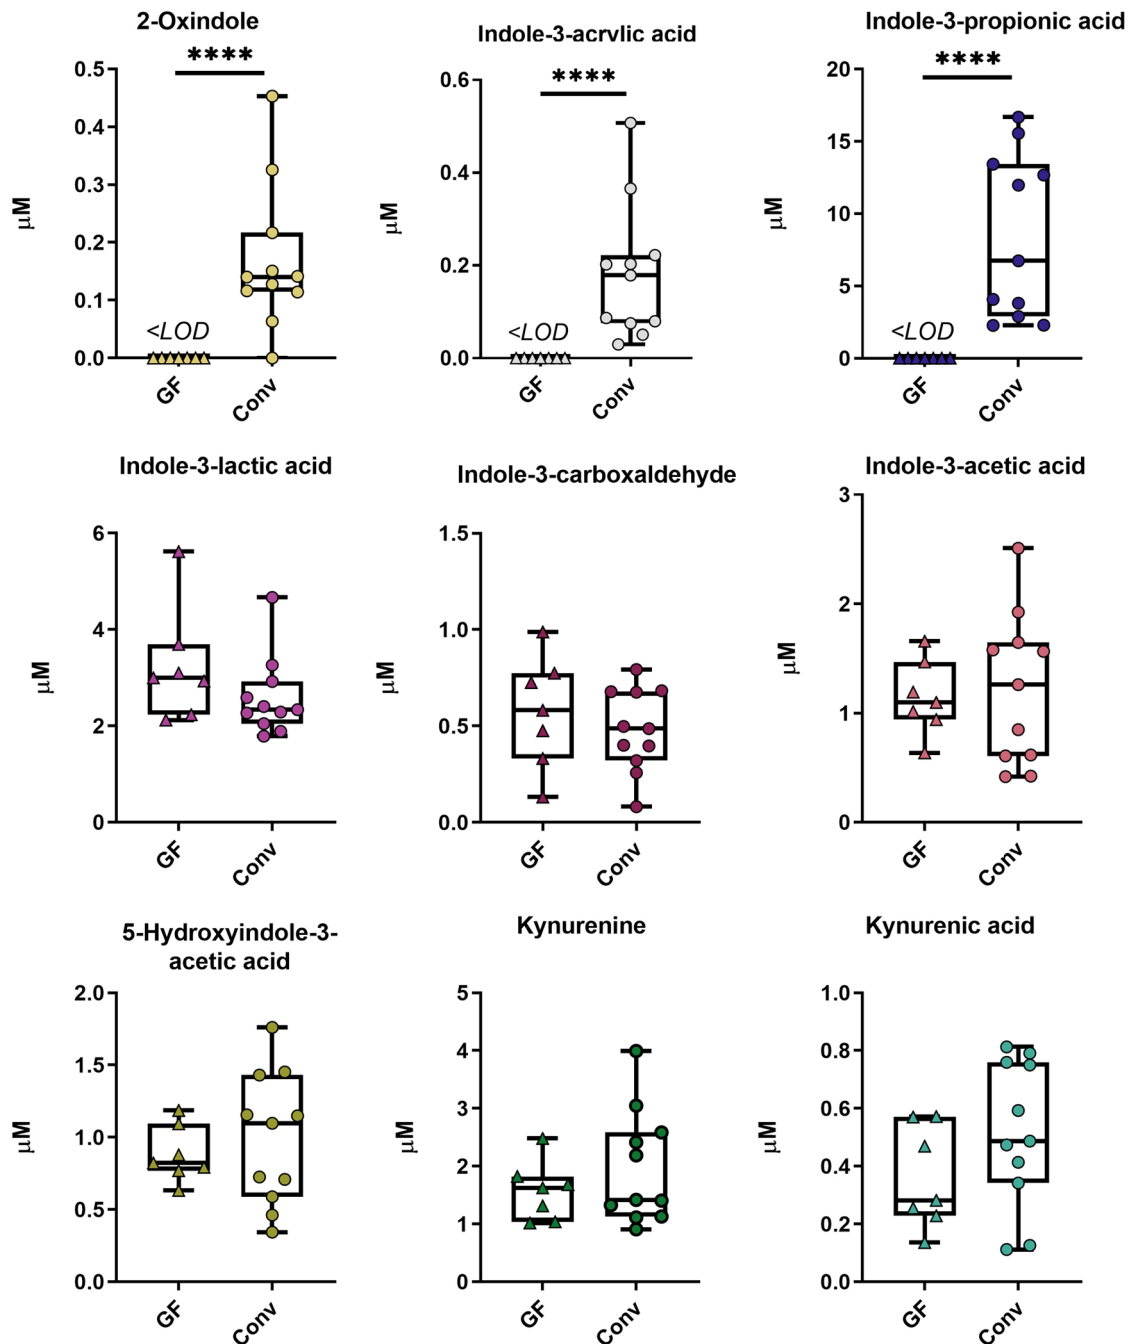 2-Oxindole
****
0.5
0.4
0.3
0.2
0.1
0.0
μM
<LOD
GF
Conv
Indole-3-acrvlic acid
****
0.6
0.4
0.2
0.0
μM
<LOD
GF
Conv
Indole-3-propionic acid
****
20
15
10
5
0
μM
<LOD
GF
Conv
Indole-3-lactic acid
6
4
2
0
μM
GF
Conv
Indole-3-carboxaldehyde
1.5
1.0
0.5
0.0
μM
GF
Conv
Indole-3-acetic acid
3
2
1
0
μM
GF
Conv
5-Hydroxyindole-3-
acetic acid
2.0
1.5
1.0
0.5
0.0
μM
GF
Conv
Kynurenine
5
4
3
2
1
0
μM
GF
Conv
Kynurenic acid
1.0
0.8
0.6
0.4
0.2
0.0
μM
GF
Conv